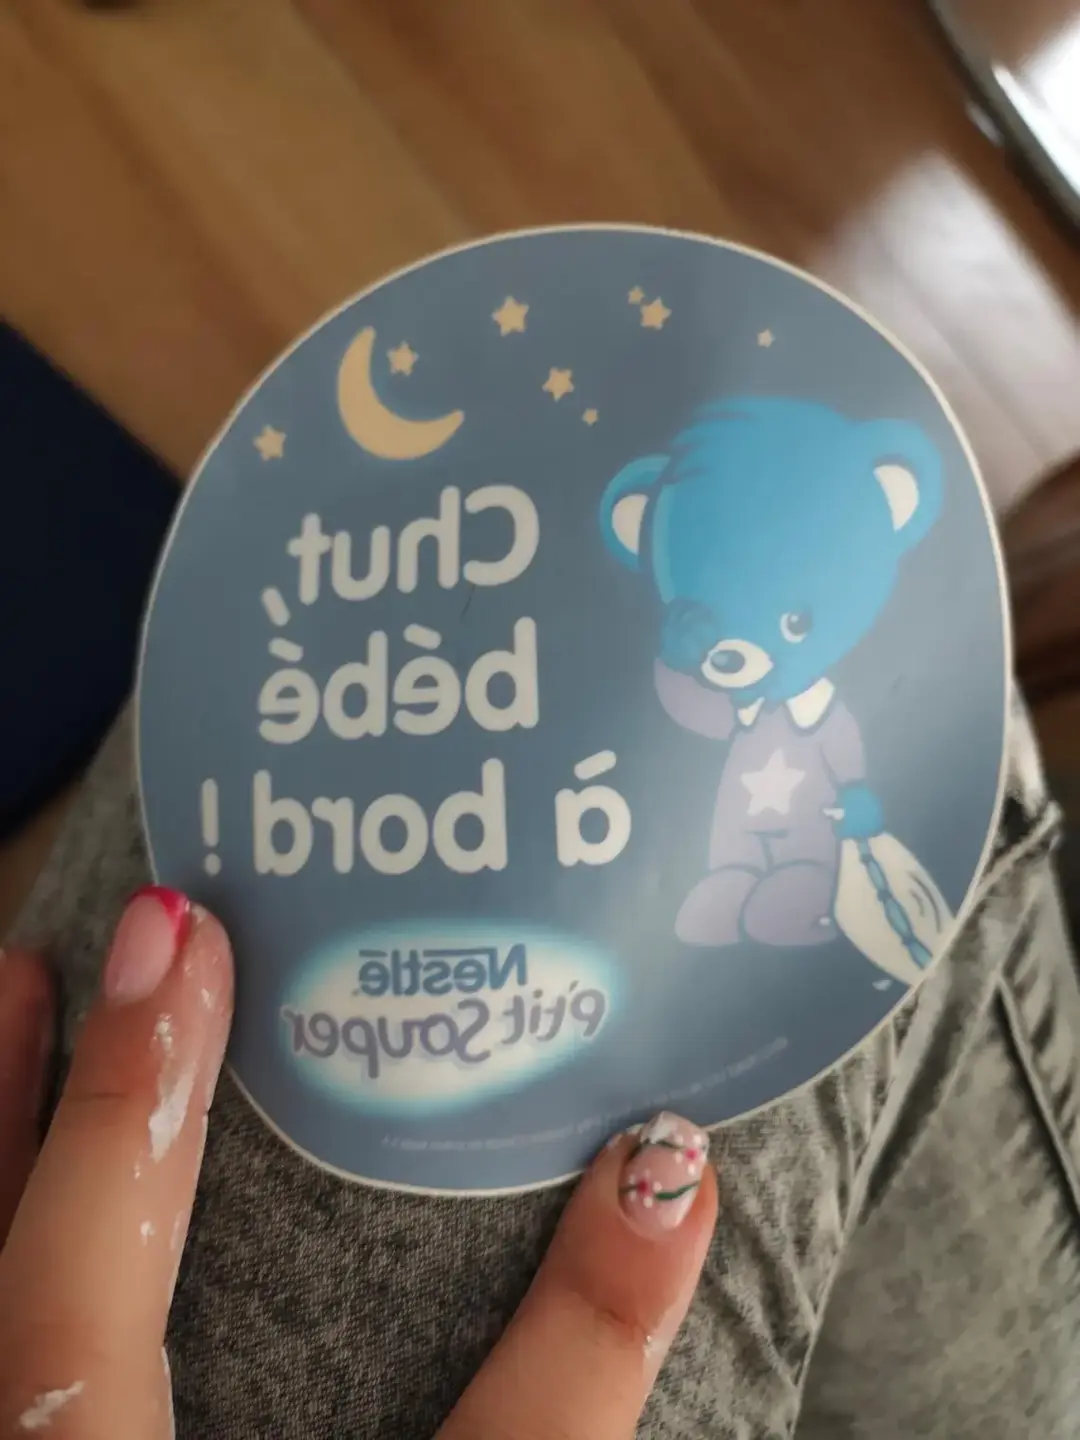 Chut,
bébé
à bord !
Nestlé
P'tit Souper